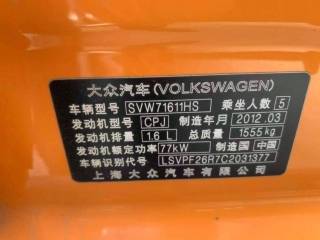 大众汽车(VOLKSWAGEN)
车辆型号 SVW71611HS 乘坐人数 5
发动机型号 CPJ 制造年月 2012.03
发动机排量 1.6 L 总质量 1555kg
发动机额定功率 77kW 制造国 中国
车辆识别代号 LSVPF26R7C2031377
上海大众汽车有限公司